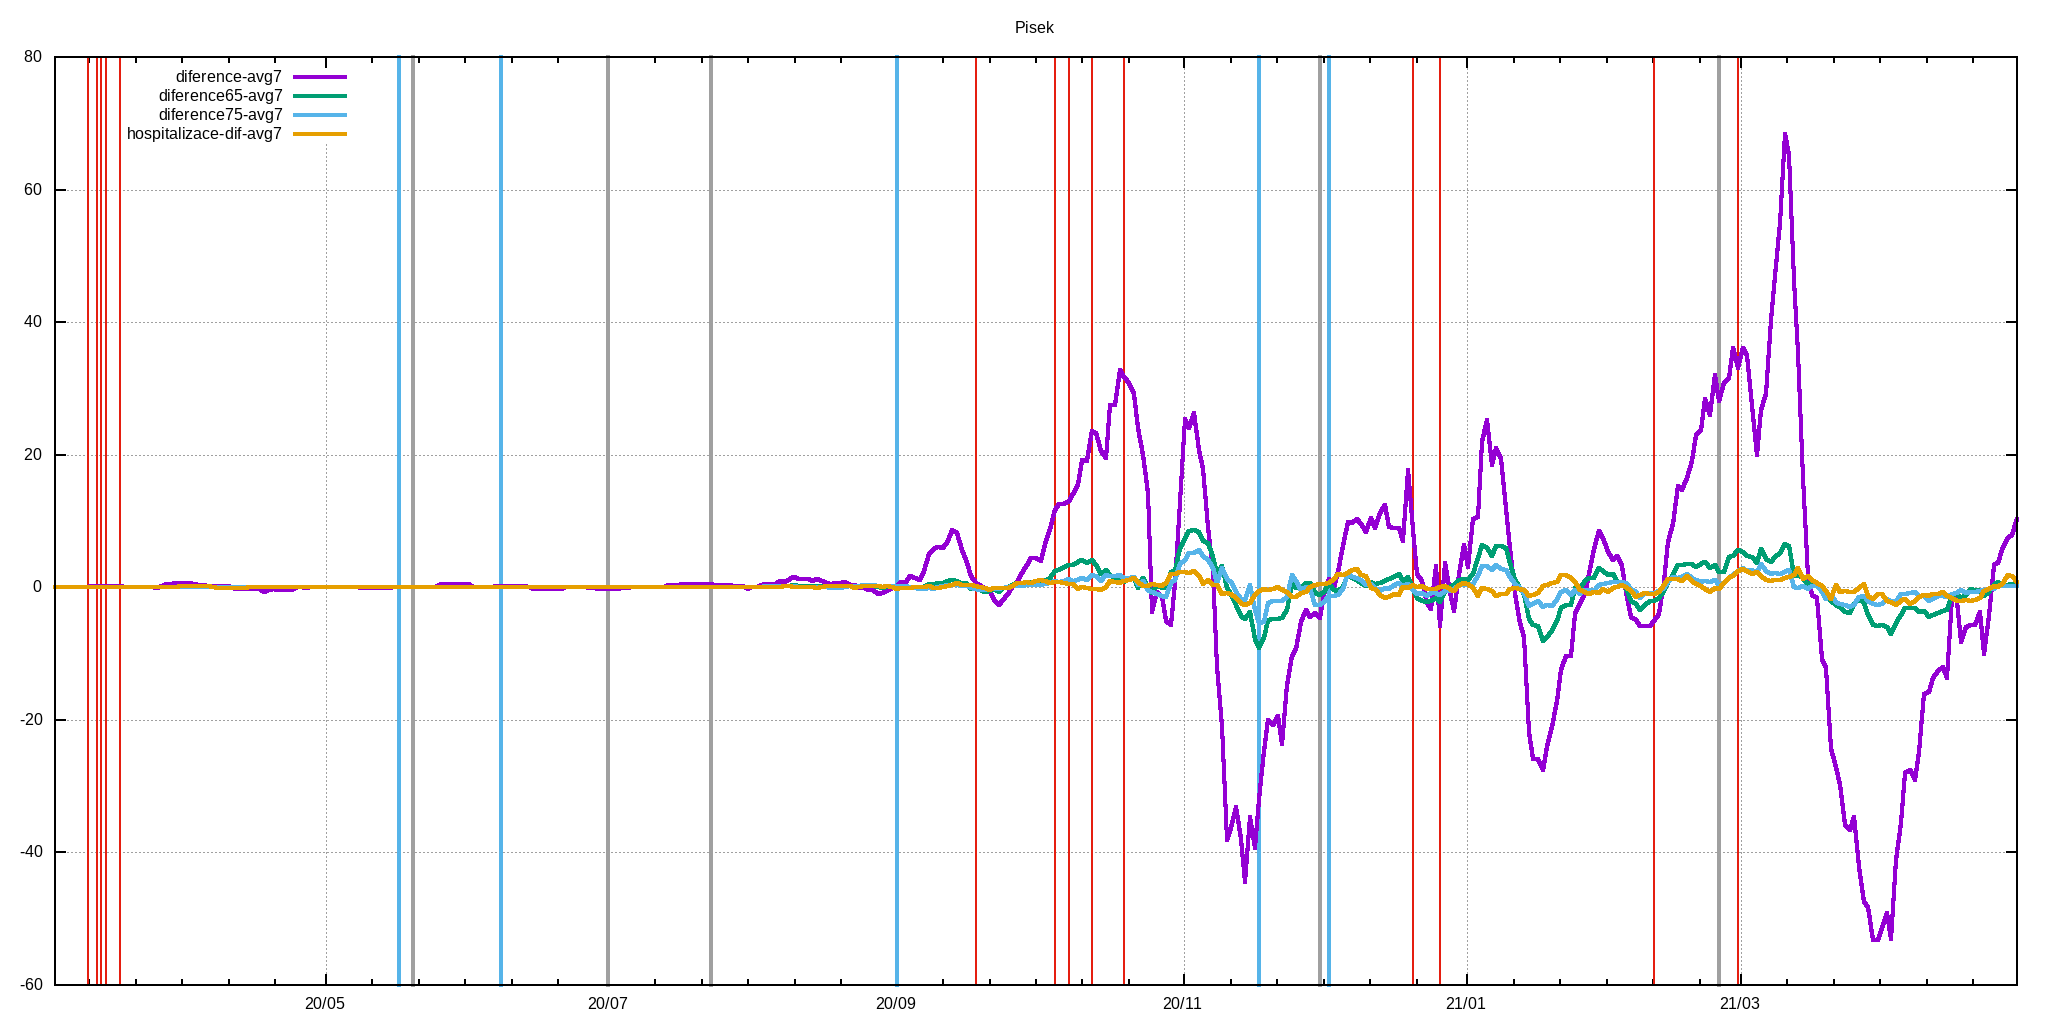 Pisek
80
60
40
20
0
-20
-40
-60
diference-avg7
diference65-avg7
diference75-avg7
hospitalizace-dif-avg7
20/05
20/07
20/09
20/11
21/01
21/03